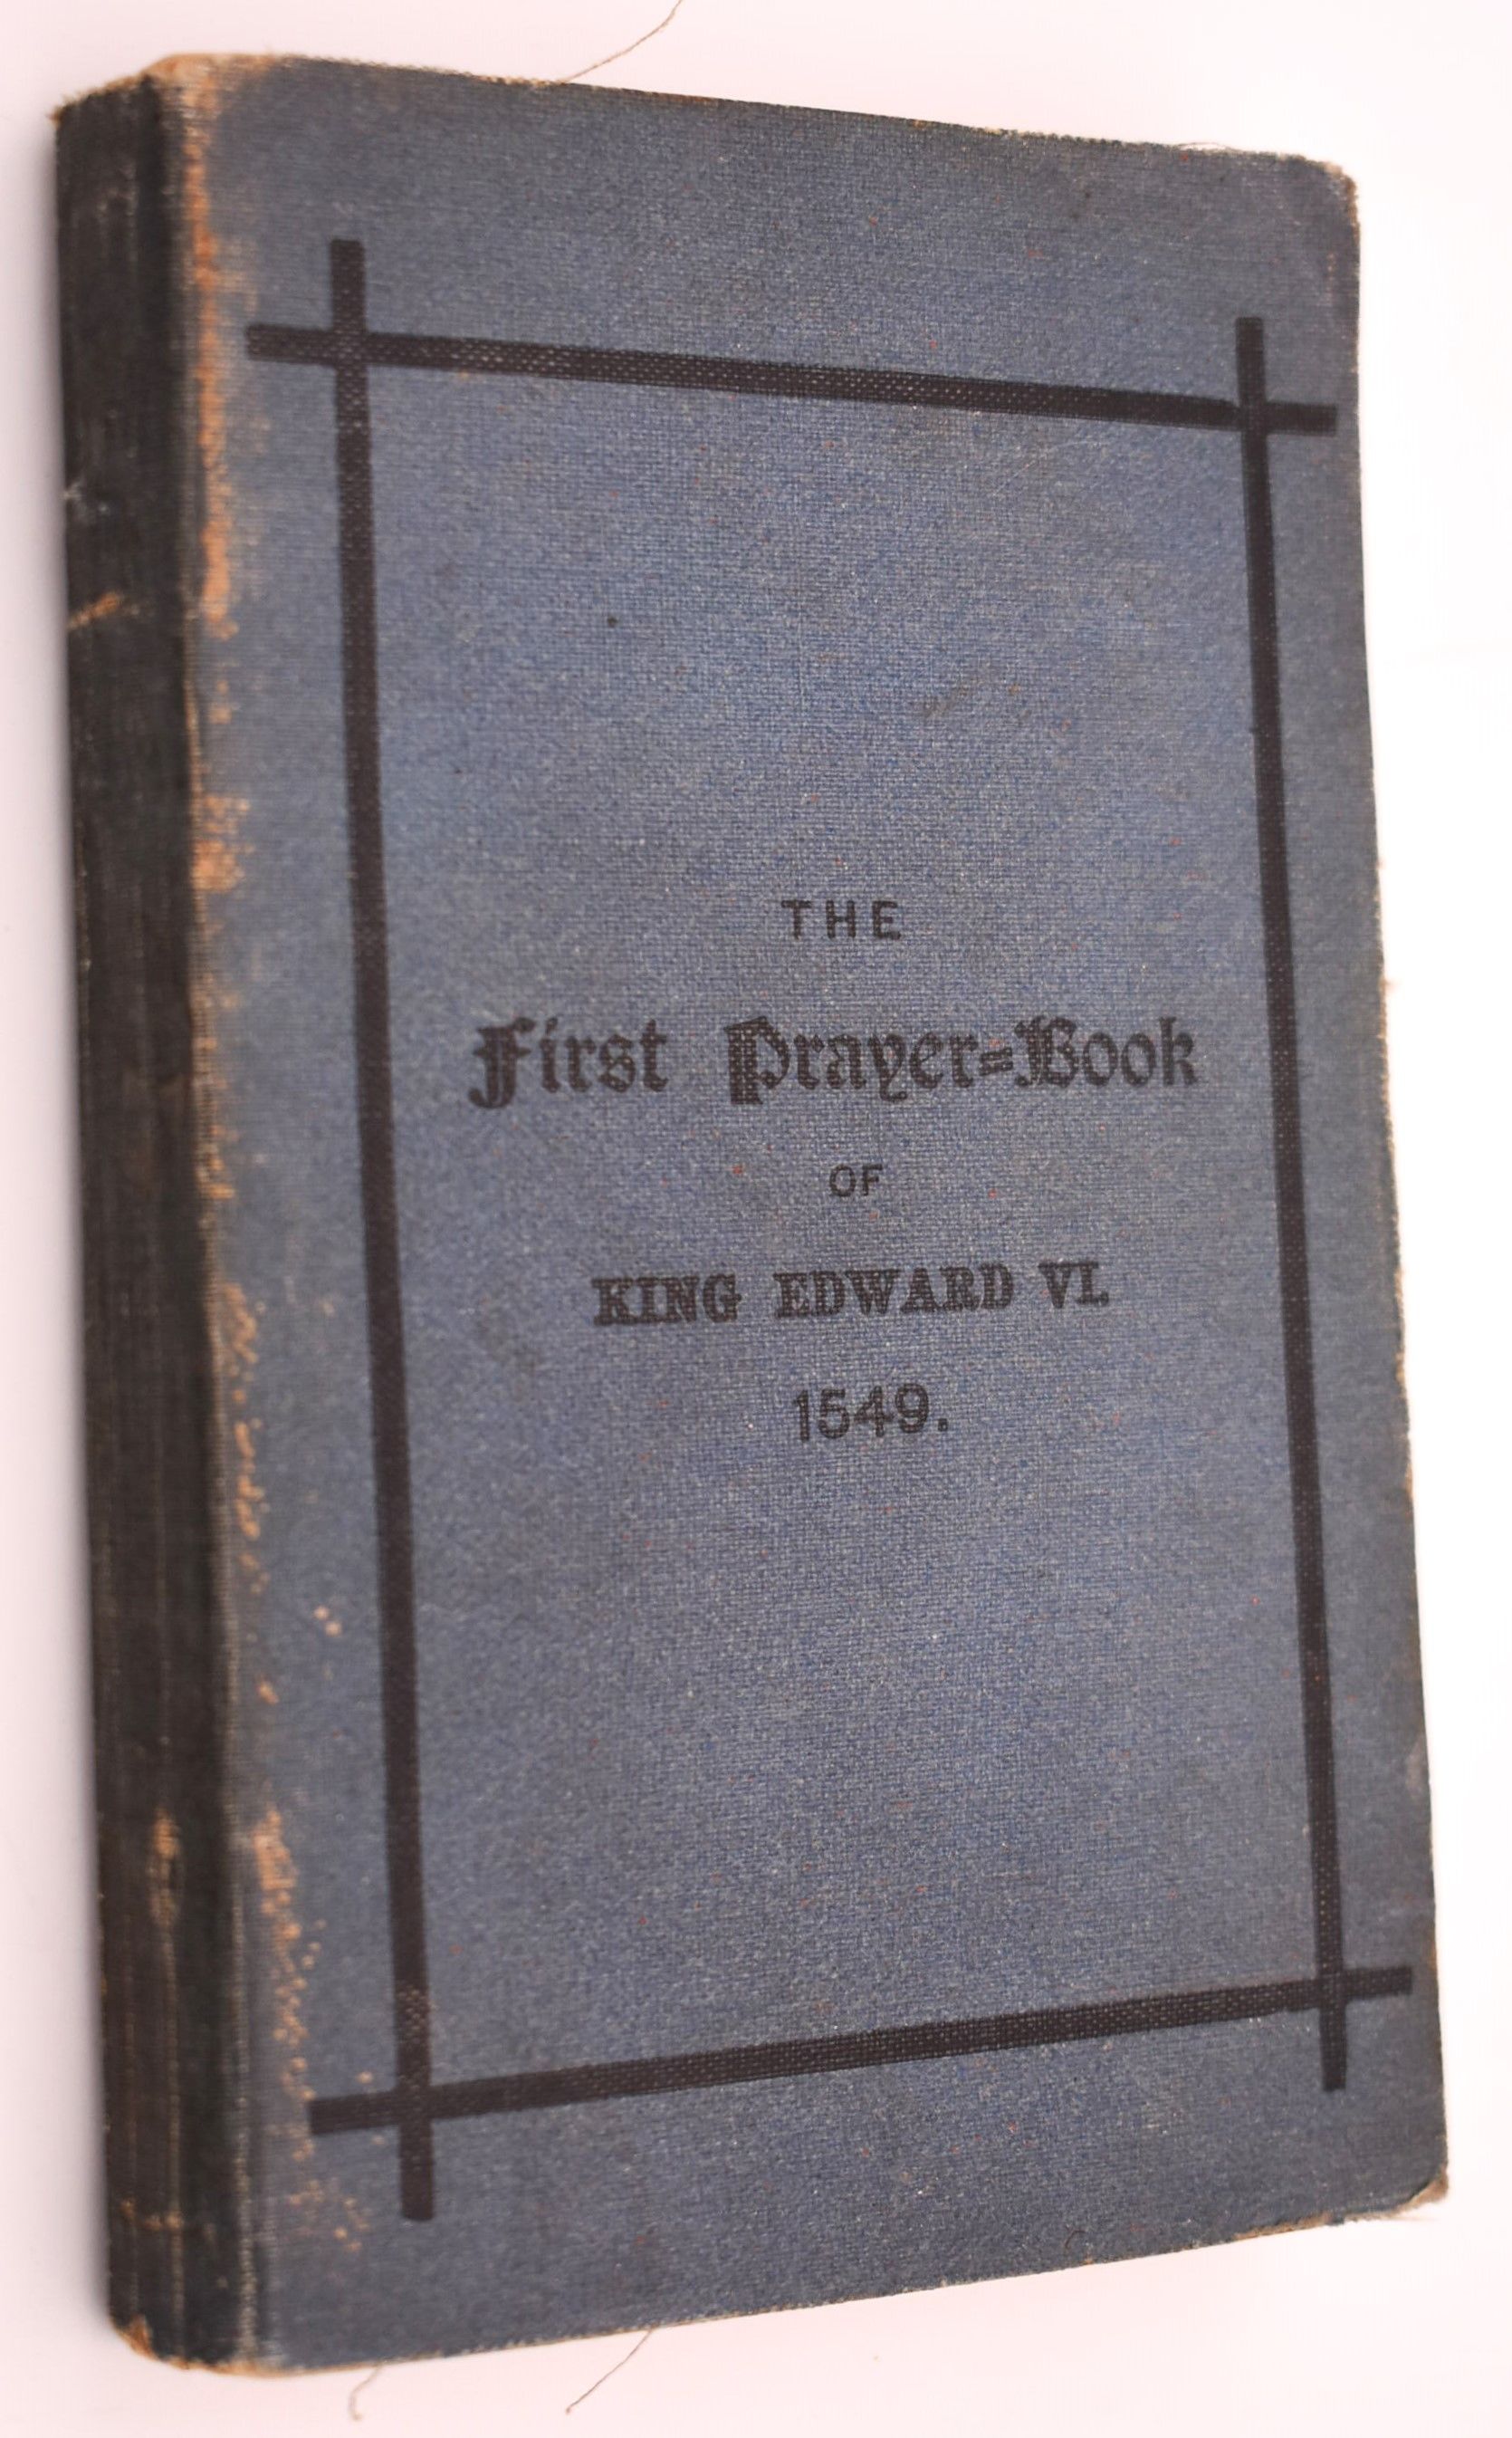 THE
First Prayer=Book
OF
KING EDWARD VI.
1549.